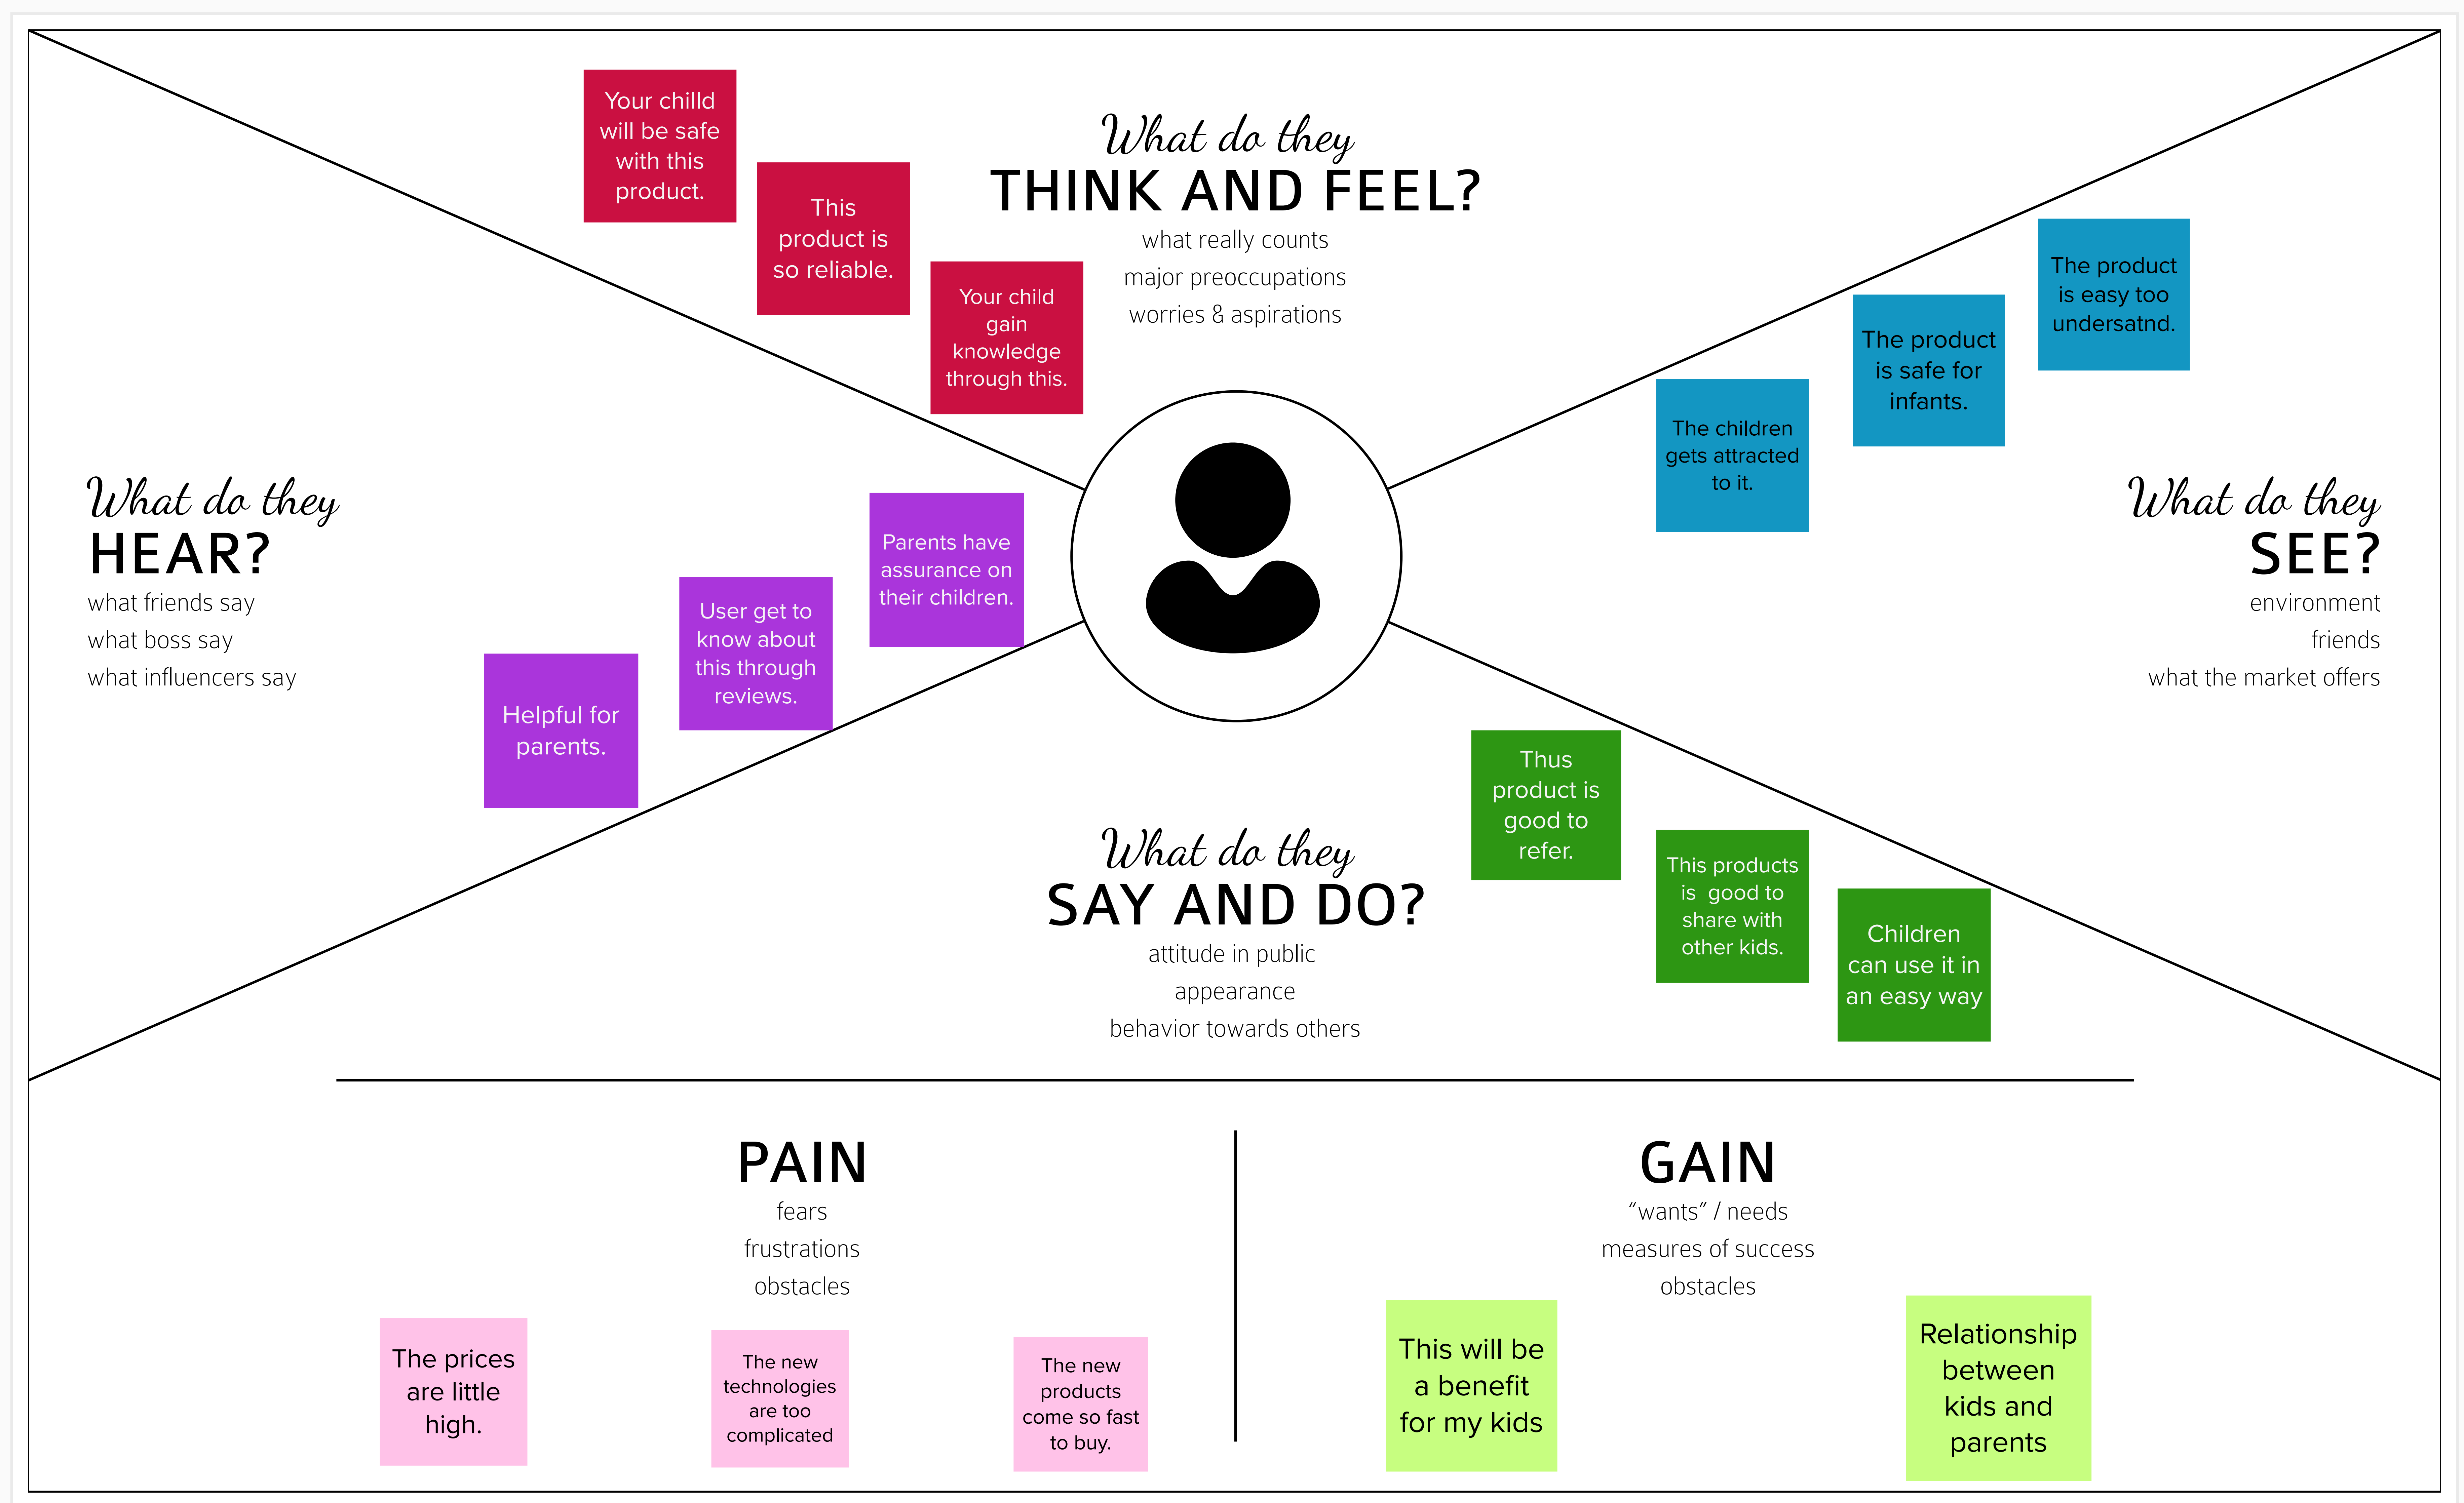 What do they
THINK AND FEEL?
what really counts
major preoccupations
worries & aspirations
Your chilld
will be safe
with this
product.
This
product is
so reliable.
Your child
gain
knowledge
through this.
What do they
HEAR?
what friends say
what boss say
what influencers say
Parents have
assurance on
their children.
User get to
know about
this through
reviews.
Helpful for
parents.
What do they
SEE?
environment
friends
what the market offers
The product
is easy too
undersatnd.
The product
is safe for
infants.
The children
gets attracted
to it.
What do they
SAY AND DO?
attitude in public
appearance
behavior towards others
Thus
product is
good to
refer.
This products
is  good to
share with
other kids.
Children
can use it in
an easy way
PAIN
fears
frustrations
obstacles
The prices
are little
high.
The new
technologies
are too
complicated
The new
products
come so fast
to buy.
GAIN
“wants” / needs
measures of success
obstacles
This will be
a benefit
for my kids
Relationship
between
kids and
parents